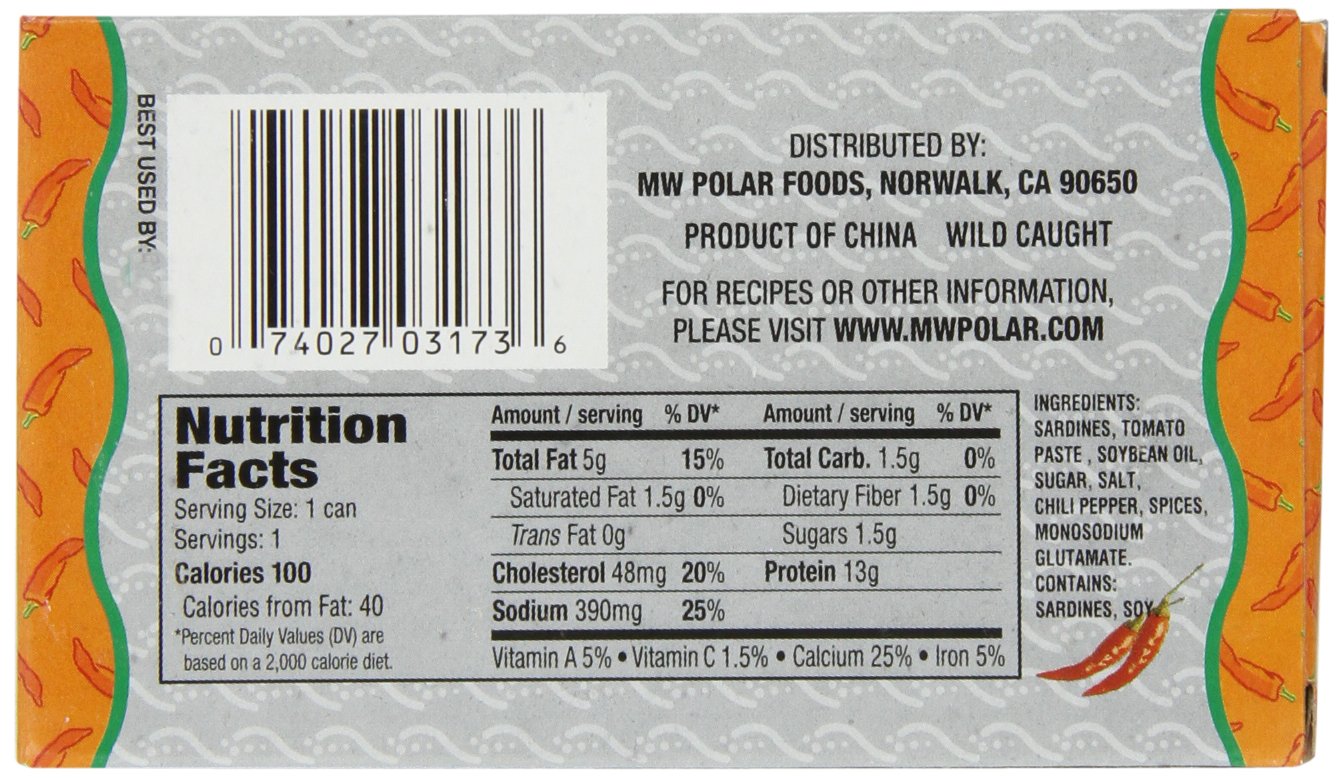 BEST USED BY:
0 74027 03173 6
DISTRIBUTED BY:
MW POLAR FOODS, NORWALK, CA 90650
PRODUCT OF CHINA WILD CAUGHT
FOR RECIPES OR OTHER INFORMATION,
PLEASE VISIT WWW.MWPOLAR.COM
Nutrition
Facts
Serving Size: 1 can
Servings: 1
Calories 100
Calories from Fat: 40
*Percent Daily Values (DV) are
based on a 2,000 calorie diet.
Amount / serving % DV* Amount / serving % DV*
Total Fat 5g 15% Total Carb. 1.5g 0%
Saturated Fat 1.5g 0% Dietary Fiber 1.5g 0%
Trans Fat 0g Sugars 1.5g
Cholesterol 48mg 20% Protein 13g
Sodium 390mg 25%
Vitamin A 5% • Vitamin C 1.5% • Calcium 25% • Iron 5%
INGREDIENTS:
SARDINES, TOMATO
PASTE , SOYBEAN OIL,
SUGAR, SALT,
CHILI PEPPER, SPICES,
MONOSODIUM
GLUTAMATE.
CONTAINS:
SARDINES, SOY